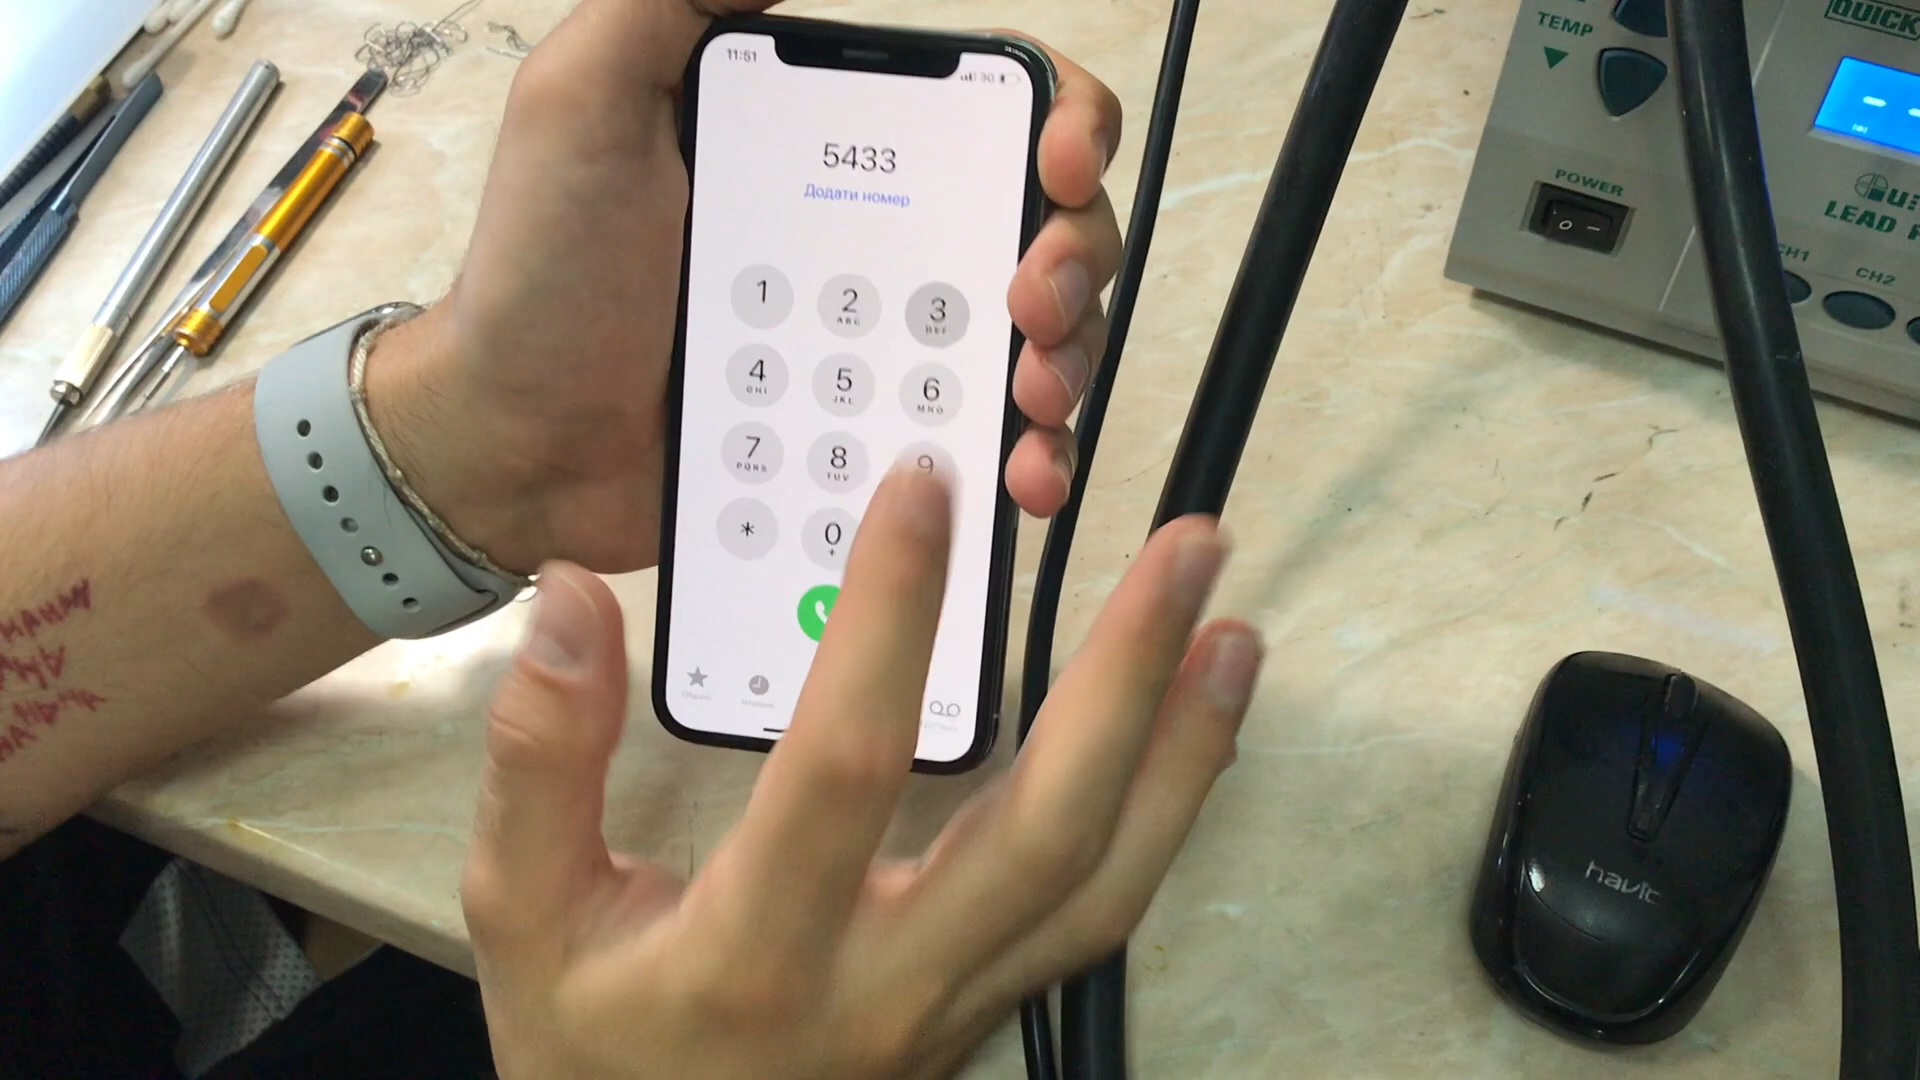 11:51
3G
5433
Додати номер
1
2
ABC
3
DEF
4
GHI
5
JKL
6
MNO
7
PQRS
8
TUV
9
*
0
+
TEMP
QUICK
POWER
LEAD
CH1
CH2
havit